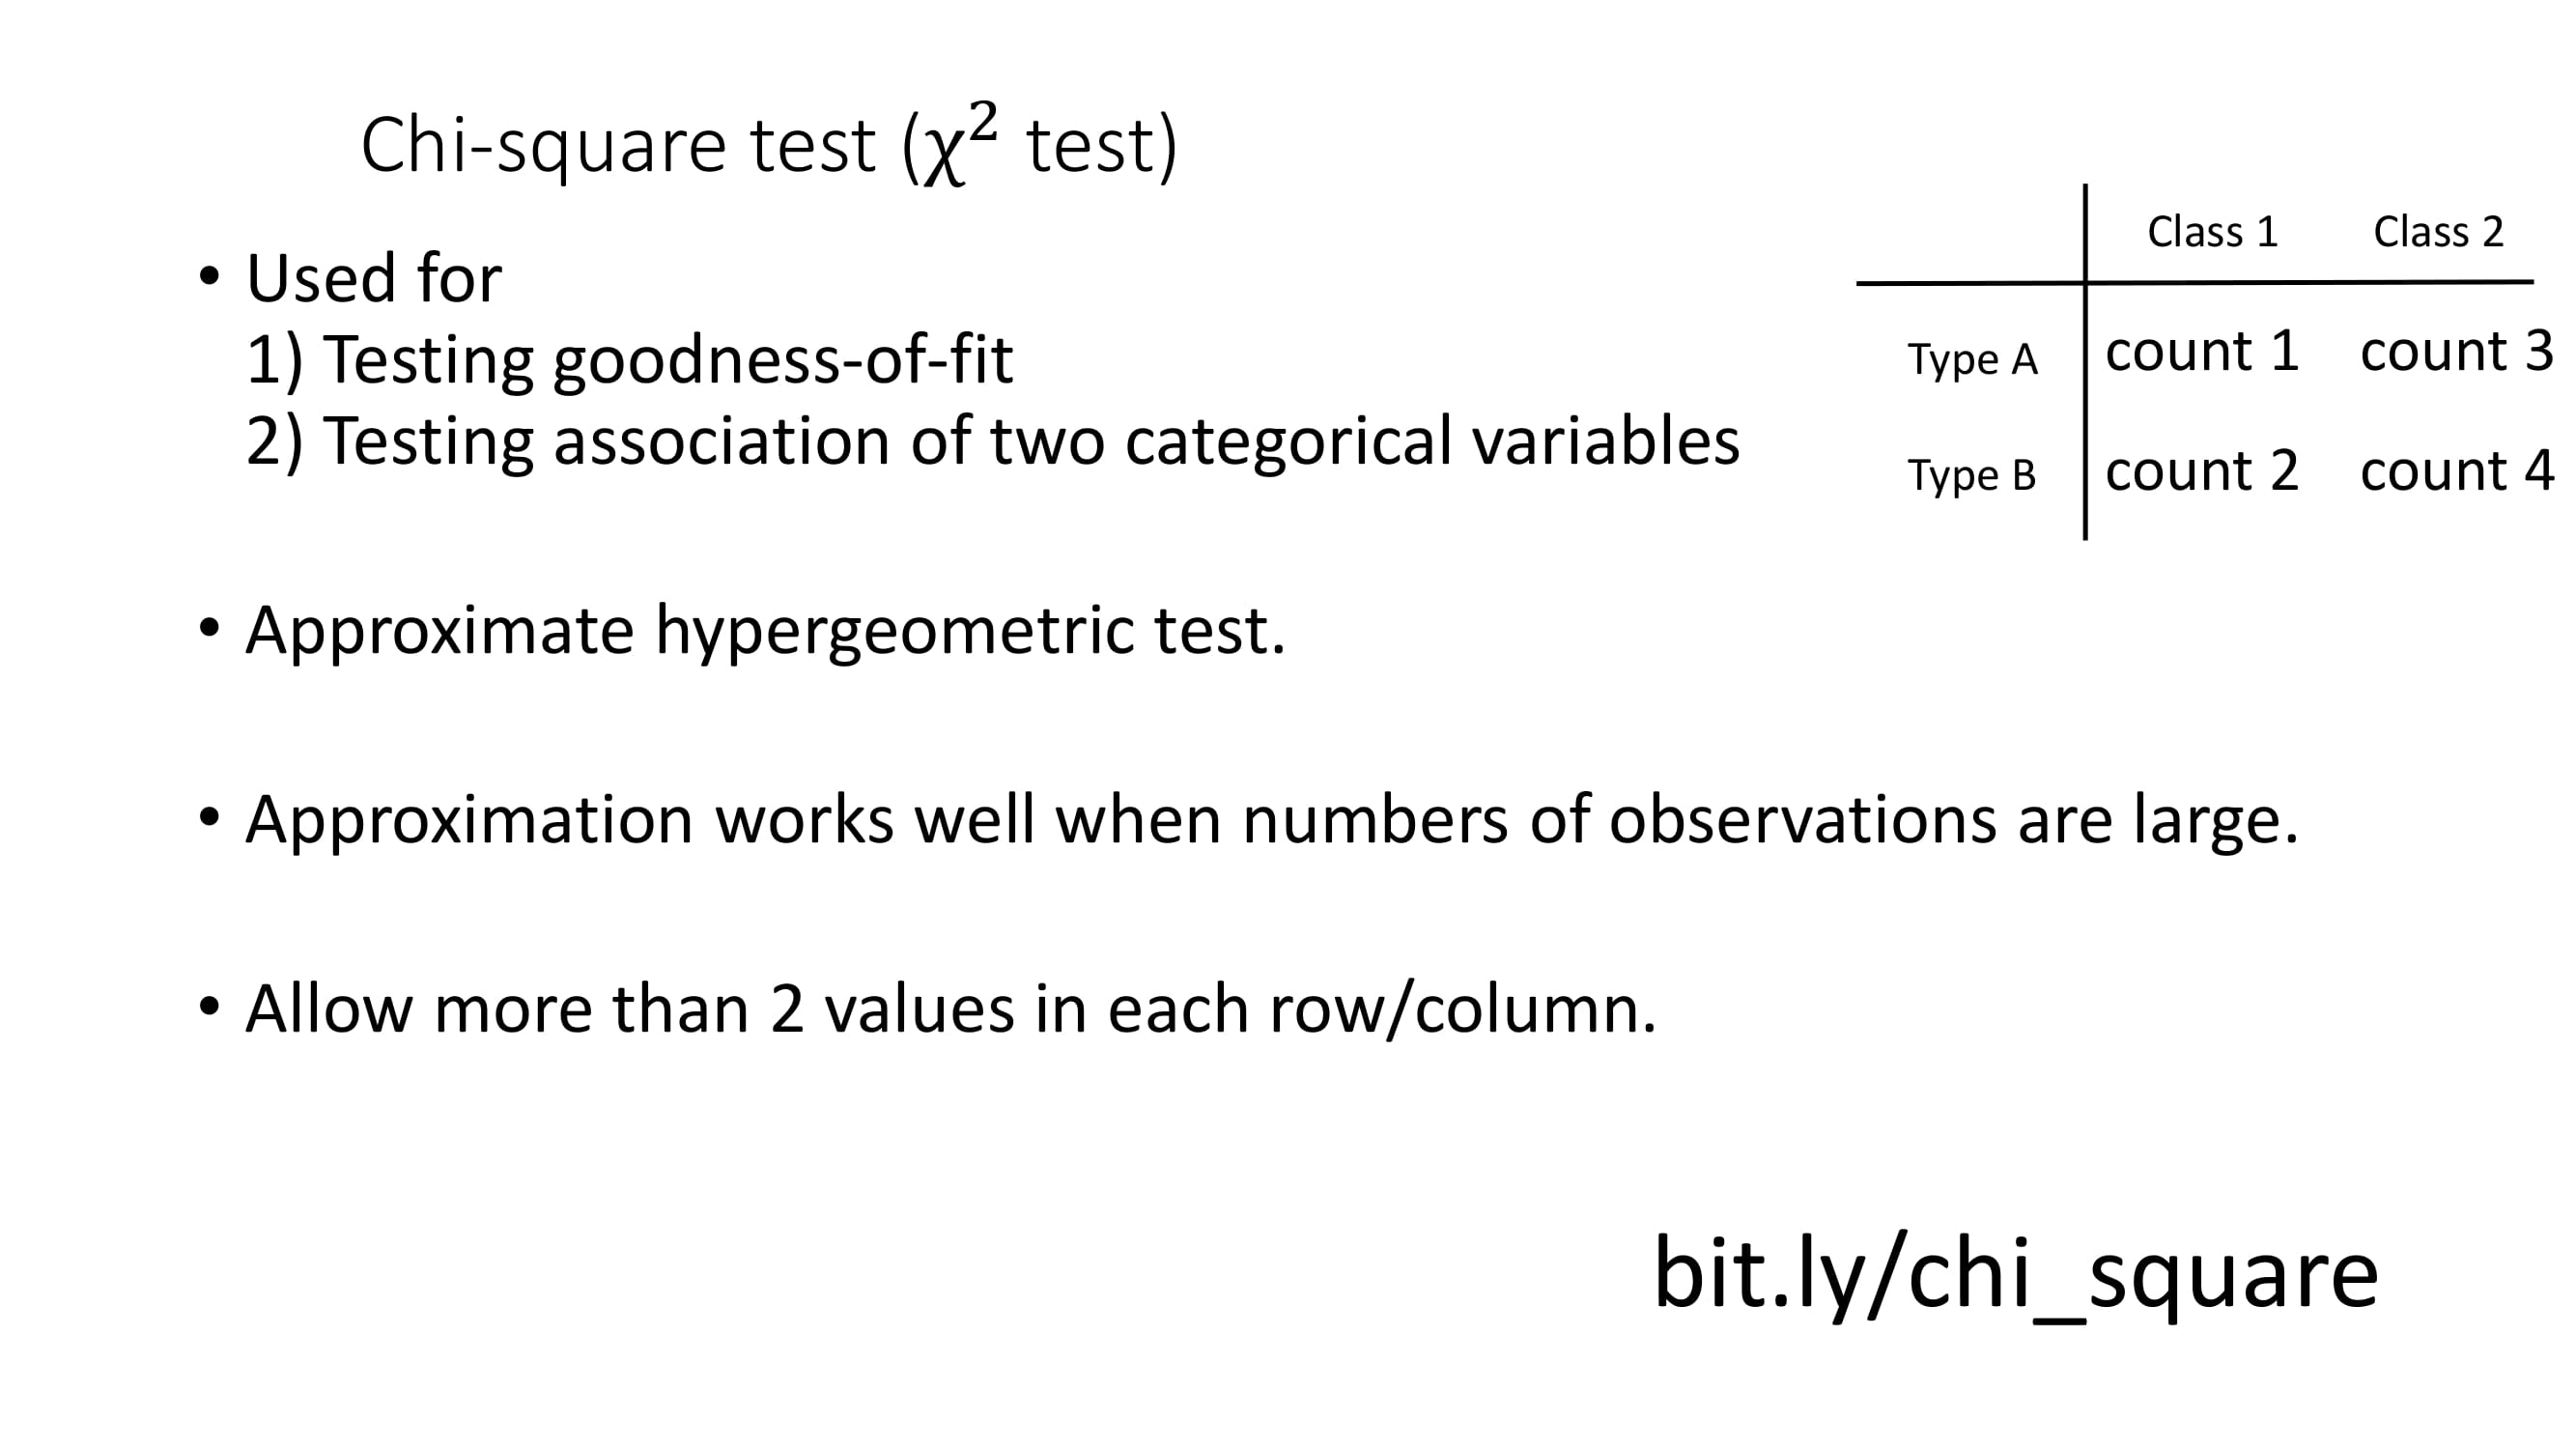 Chi-square test (χ² test)
• Used for
1) Testing goodness-of-fit
2) Testing association of two categorical variables
• Approximate hypergeometric test.
• Approximation works well when numbers of observations are large.
• Allow more than 2 values in each row/column.
Class 1 Class 2
Type A count 1 count 3
Type B count 2 count 4
bit.ly/chi_square